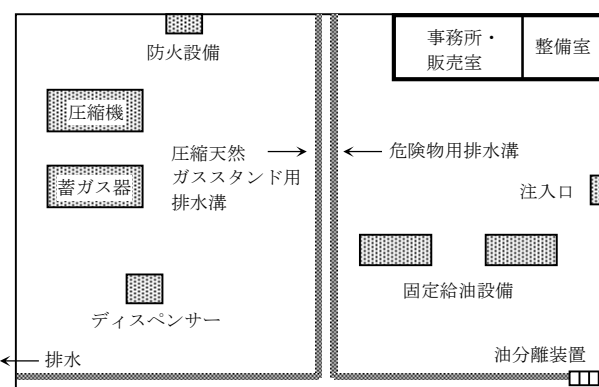 防火設備
事務所・
販売室
整備室
圧縮機
圧縮天然
ガススタンド用
排水溝
危険物用排水溝
蓄ガス器
注入口
固定給油設備
ディスペンサー
排水
油分離装置